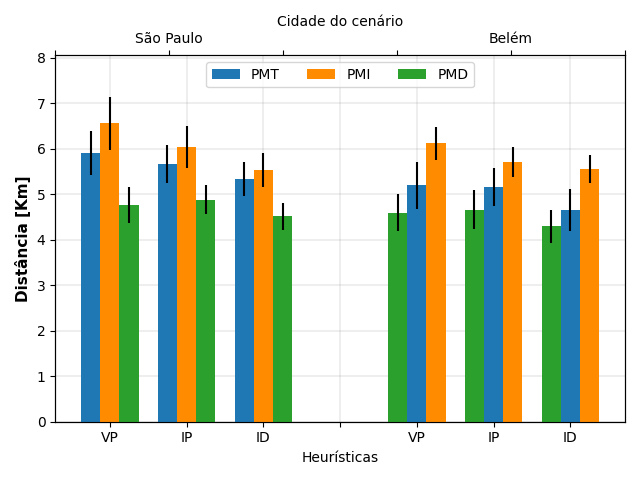 Cidade do cenário
São Paulo Belém
PMT PMI PMD
Distância [Km]
8
7
6
5
4
3
2
1
0
VP IP ID VP IP ID
Heurísticas